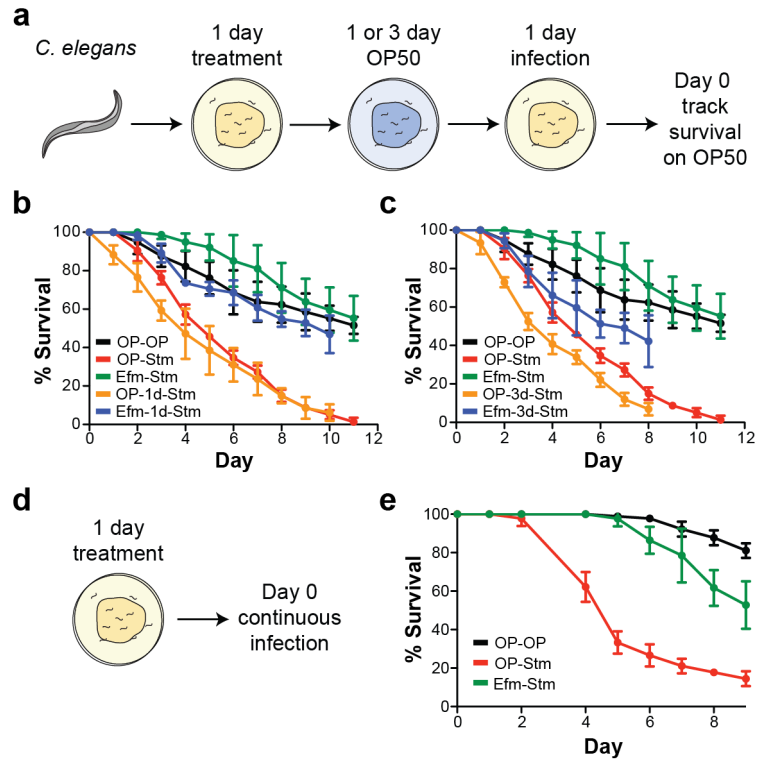 a
C. elegans
1 day
treatment
1 or 3 day
OP50
1 day
infection
Day 0
track
survival
on OP50
b
% Survival
100
80
60
40
20
0
OP-OP
OP-Stm
Efm-Stm
OP-1d-Stm
Efm-1d-Stm
0 2 4 6 8 10 12
Day
c
% Survival
100
80
60
40
20
0
OP-OP
OP-Stm
Efm-Stm
OP-3d-Stm
Efm-3d-Stm
0 2 4 6 8 10 12
Day
d
1 day
treatment
Day 0
continuous
infection
e
% Survival
100
80
60
40
20
0
OP-OP
OP-Stm
Efm-Stm
0 2 4 6 8
Day